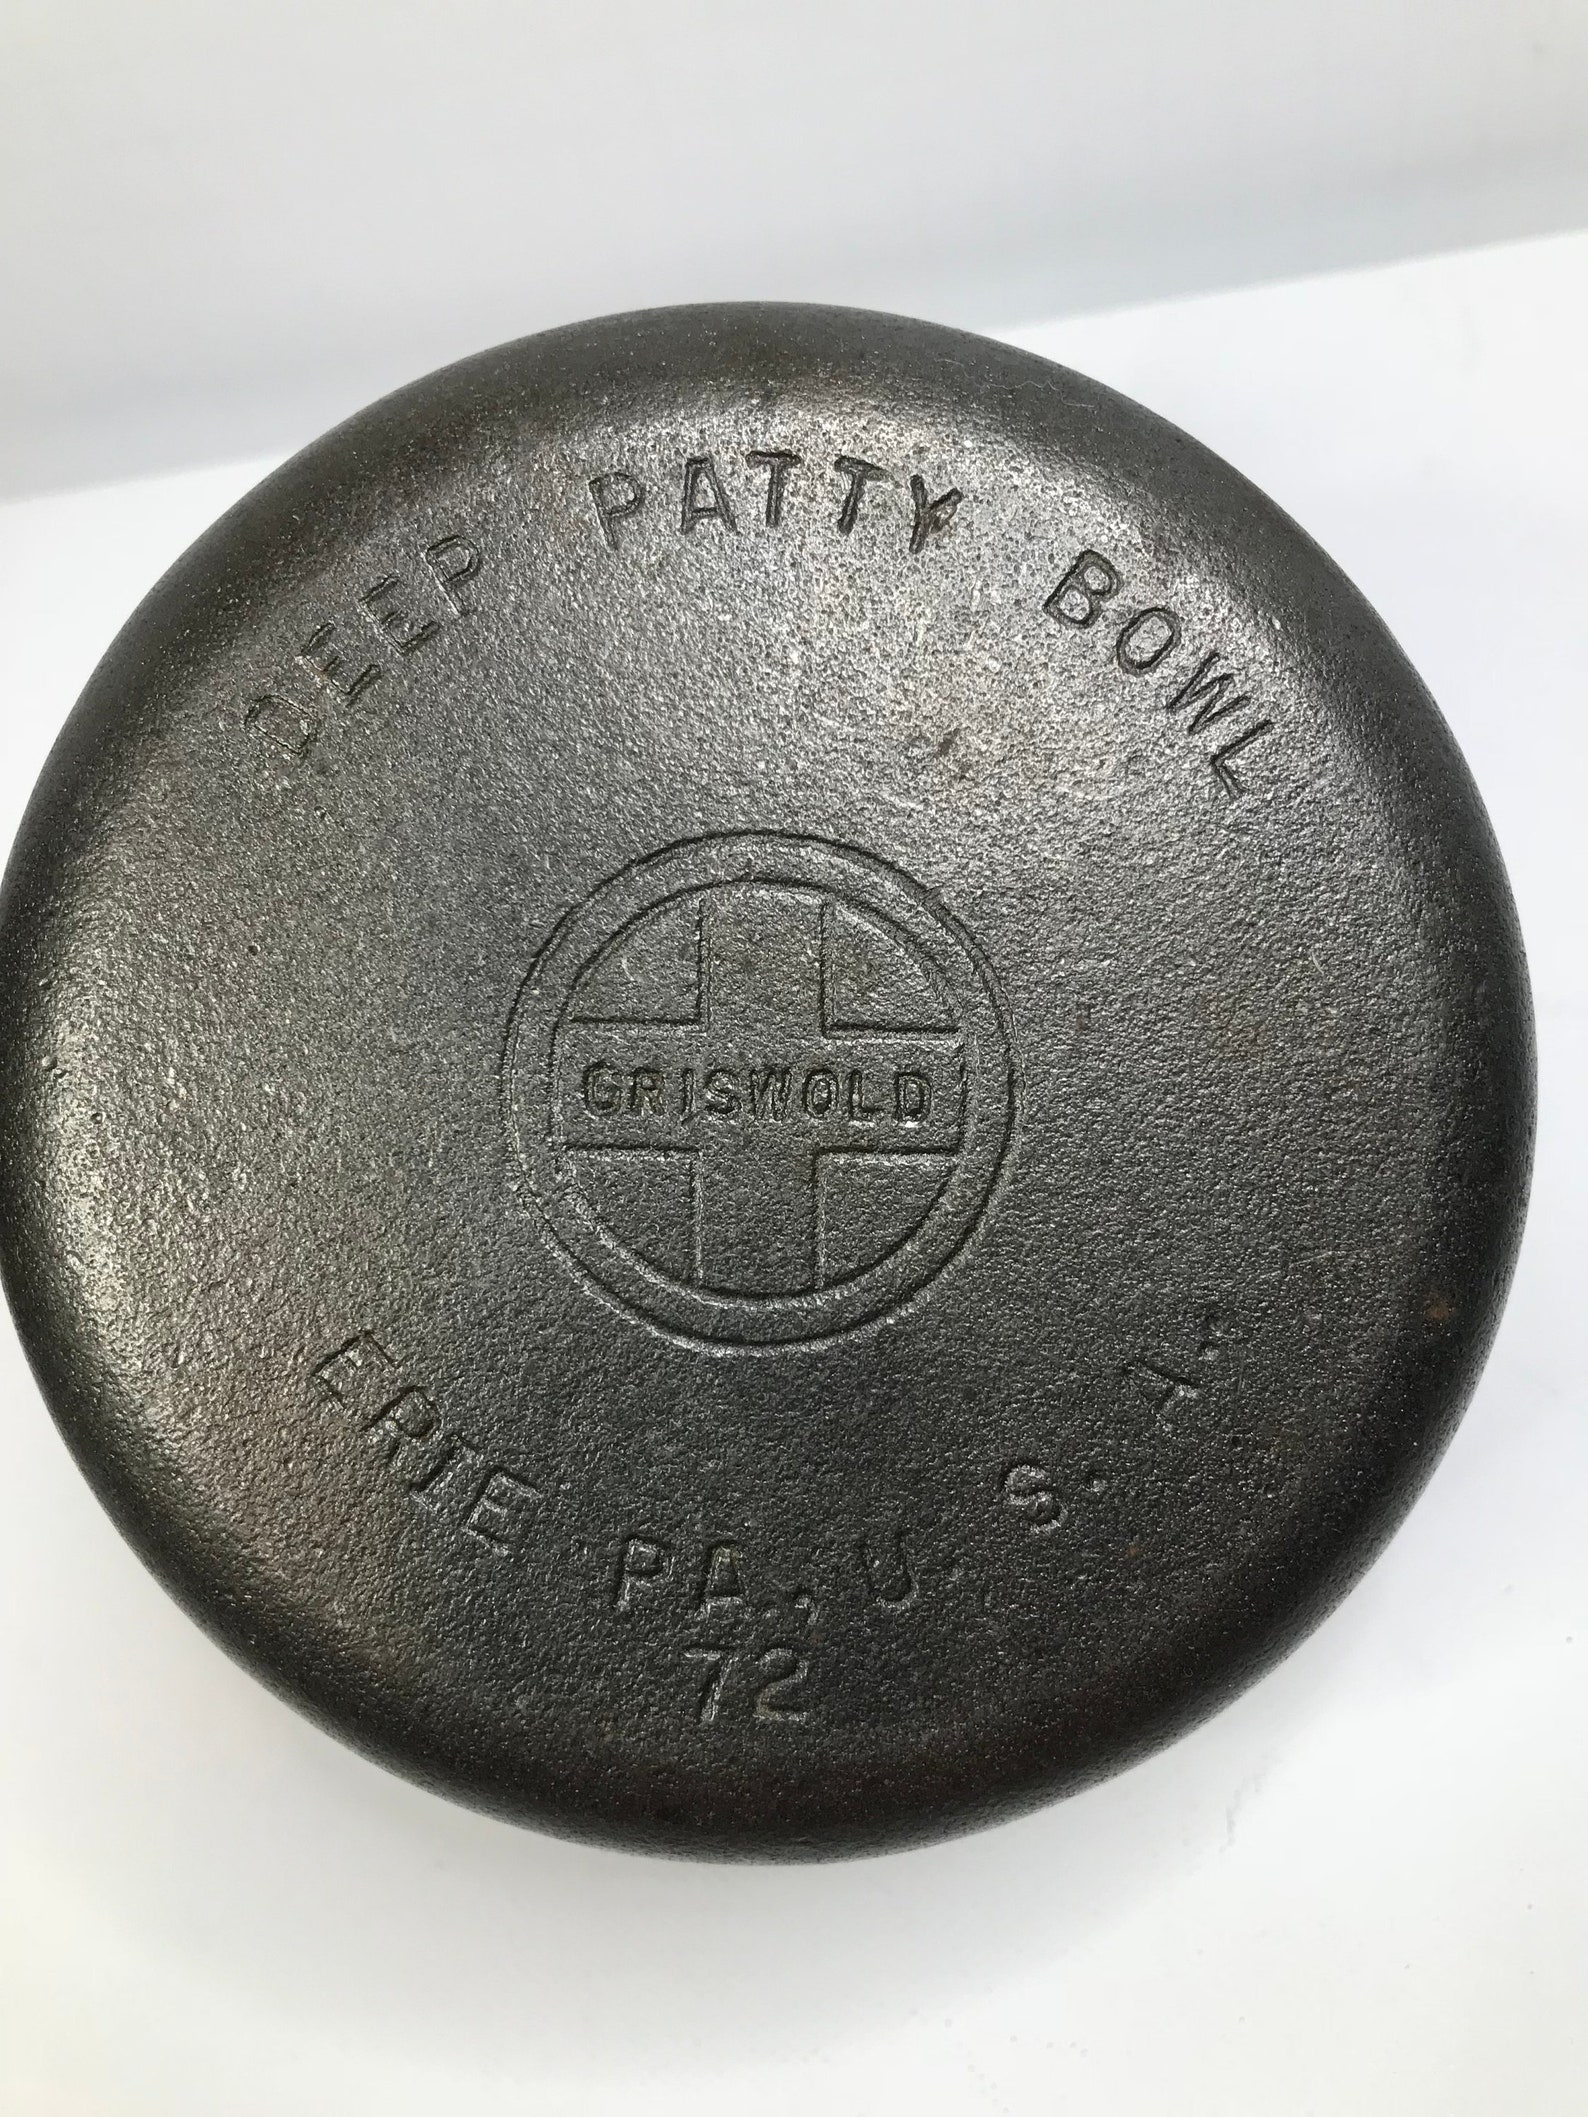 DEEP PATTY BOWL
GRISWOLD
ERIE PA., U.S.A.
72